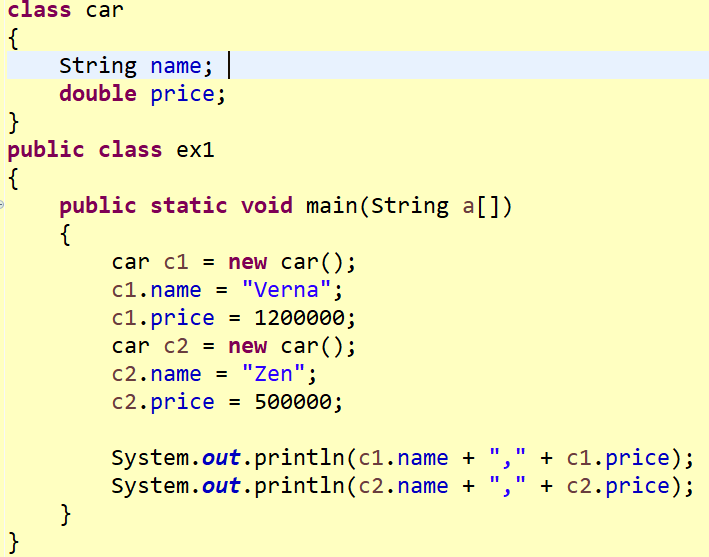 class car
{
    String name;
    double price;
}
public class ex1
{
    public static void main(String a[])
    {
        car c1 = new car();
        c1.name = "Verna";
        c1.price = 1200000;
        car c2 = new car();
        c2.name = "Zen";
        c2.price = 500000;

        System.out.println(c1.name + "," + c1.price);
        System.out.println(c2.name + "," + c2.price);
    }
}